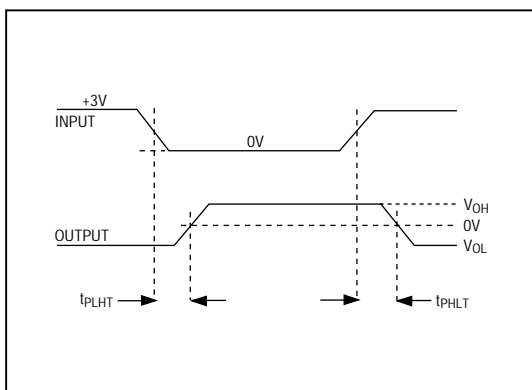 +3V
INPUT
0V
VOH
0V
OUTPUT
VOL
tPLHT
tPHLT